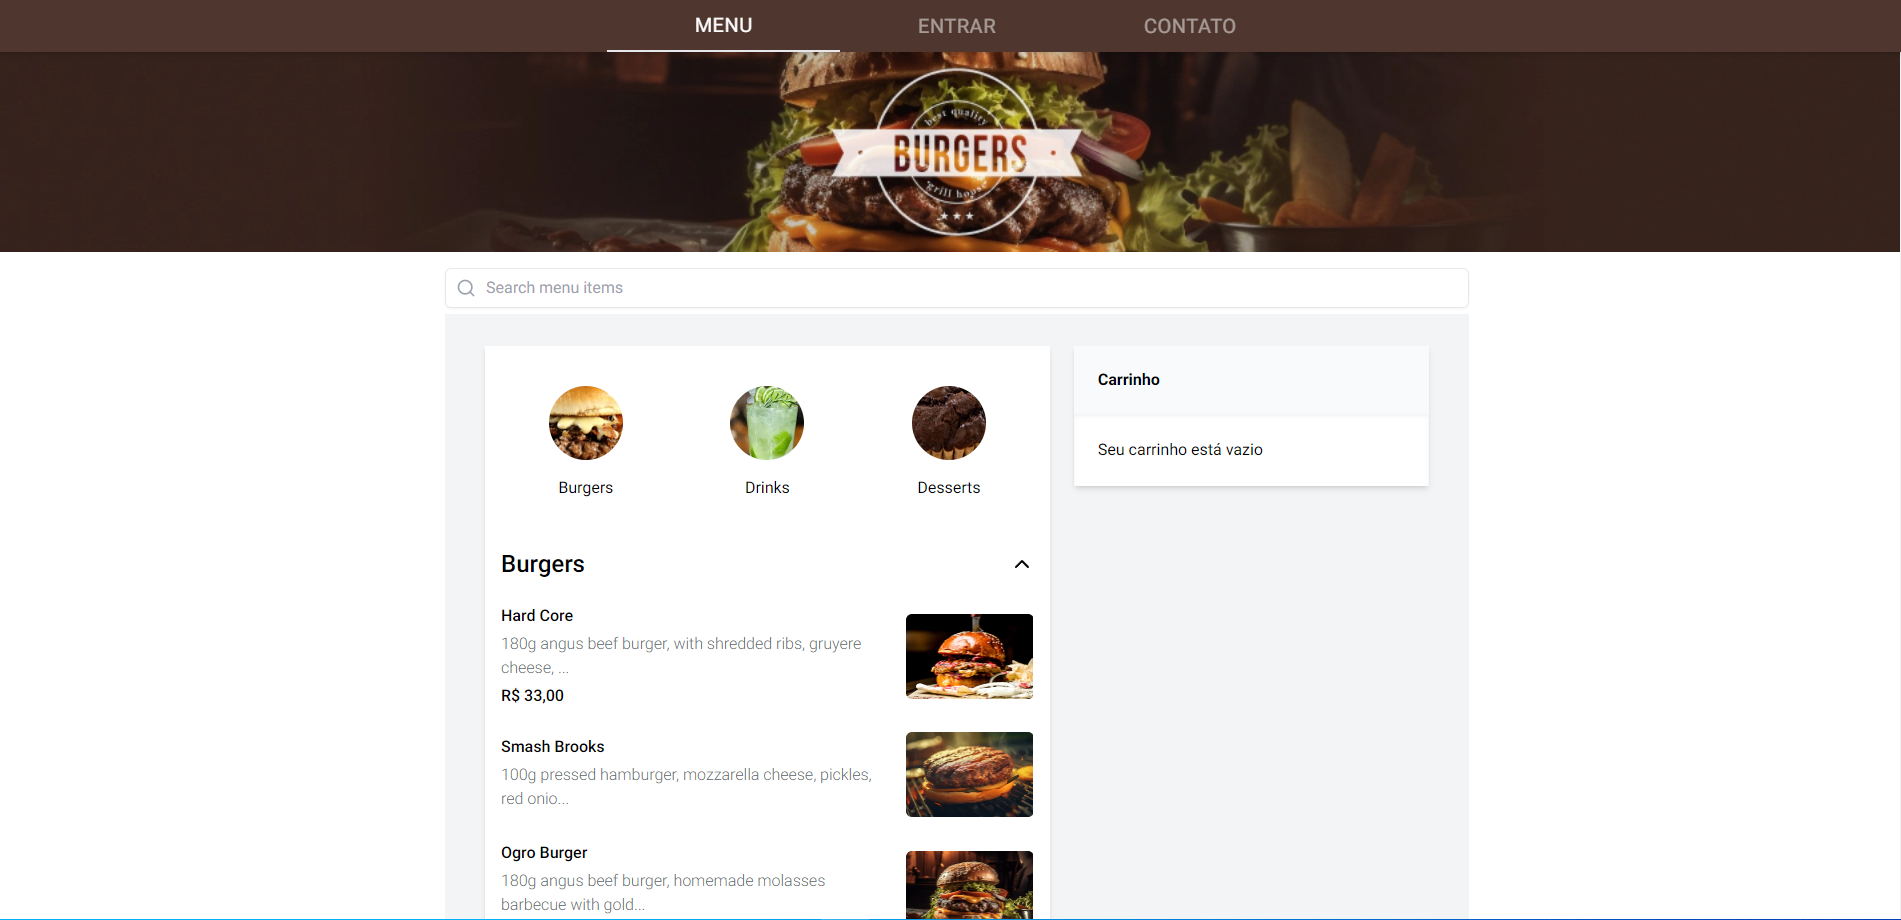 MENU
ENTRAR
CONTATO
best quality
BURGERS
grill house
Search menu items
Carrinho
Seu carrinho está vazio
Burgers
Drinks
Desserts
Burgers
Hard Core
180g angus beef burger, with shredded ribs, gruyere
cheese, ...
R$ 33,00
Smash Brooks
100g pressed hamburger, mozzarella cheese, pickles,
red onio...
Ogro Burger
180g angus beef burger, homemade molasses
barbecue with gold...